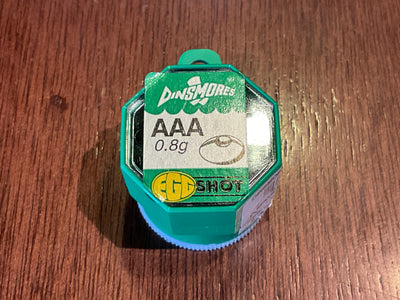 DINSMORES
AAA
0.8g
EGG SHOT